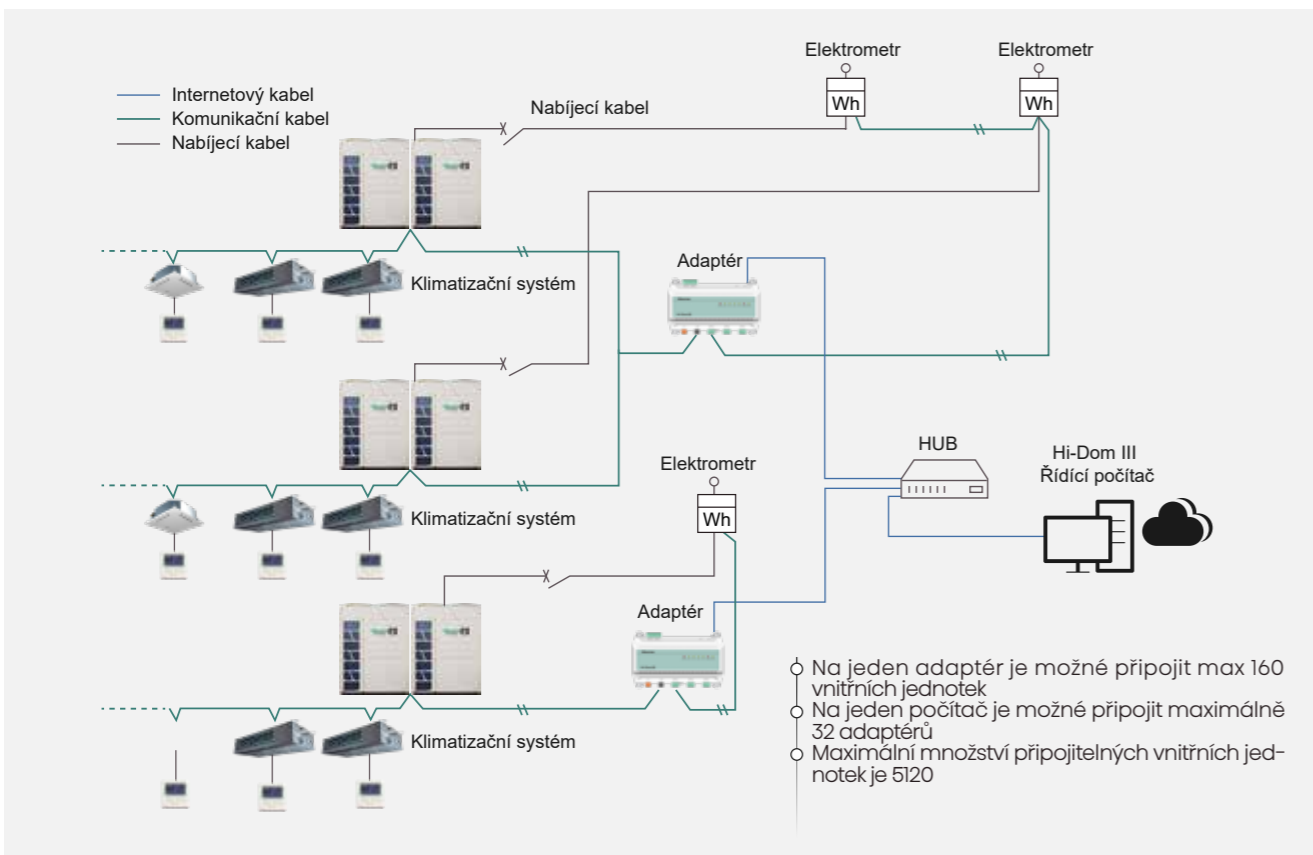 Elektrometr
Elektrometr
Internetový kabel
Komunikační kabel
Nabíjecí kabel
Nabíjecí kabel
Wh
Wh
Adaptér
Klimatizační systém
HUB
Hi-Dom III
Řídící počítač
Elektrometr
Wh
Klimatizační systém
Adaptér
Klimatizační systém
Na jeden adaptér je možné připojit max 160
vnitřních jednotek
Na jeden počítač je možné připojit maximálně
32 adaptérů
Maximální množství připojitelných vnitřních jed-
notek je 5120